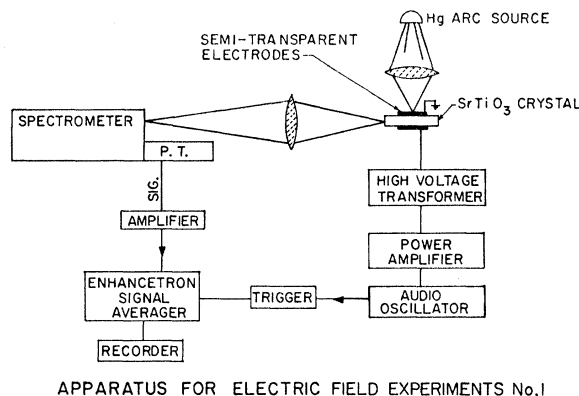 Hg ARC SOURCE
SEMI-TRANSPARENT
ELECTRODES
SrTiO3 CRYSTAL
SPECTROMETER
P. T.
SIG.
AMPLIFIER
ENHANCETRON
SIGNAL
AVERAGER
RECORDER
TRIGGER
HIGH VOLTAGE
TRANSFORMER
POWER
AMPLIFIER
AUDIO
OSCILLATOR
APPARATUS FOR ELECTRIC FIELD EXPERIMENTS No.1